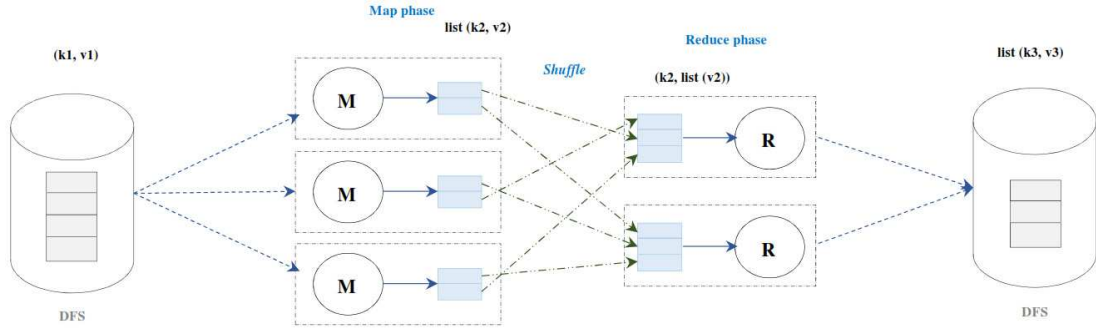 Map phase
list (k2, v2)
(k1, v1)
Shuffle
Reduce phase
(k2, list (v2))
list (k3, v3)
M
M
M
R
R
DFS
DFS